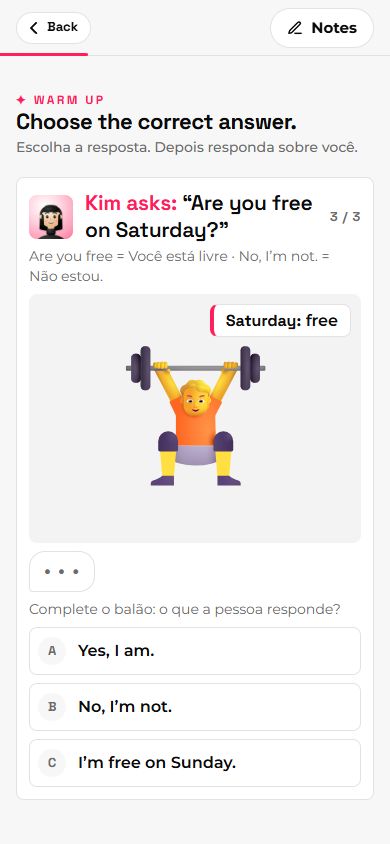 Back
Notes
WARM UP
Choose the correct answer.
Escolha a resposta. Depois responda sobre você.
Kim asks: “Are you free
on Saturday?”
3 / 3
Are you free = Você está livre · No, I’m not. =
Não estou.
Saturday: free
• • •
Complete o balão: o que a pessoa responde?
A Yes, I am.
B No, I’m not.
C I’m free on Sunday.